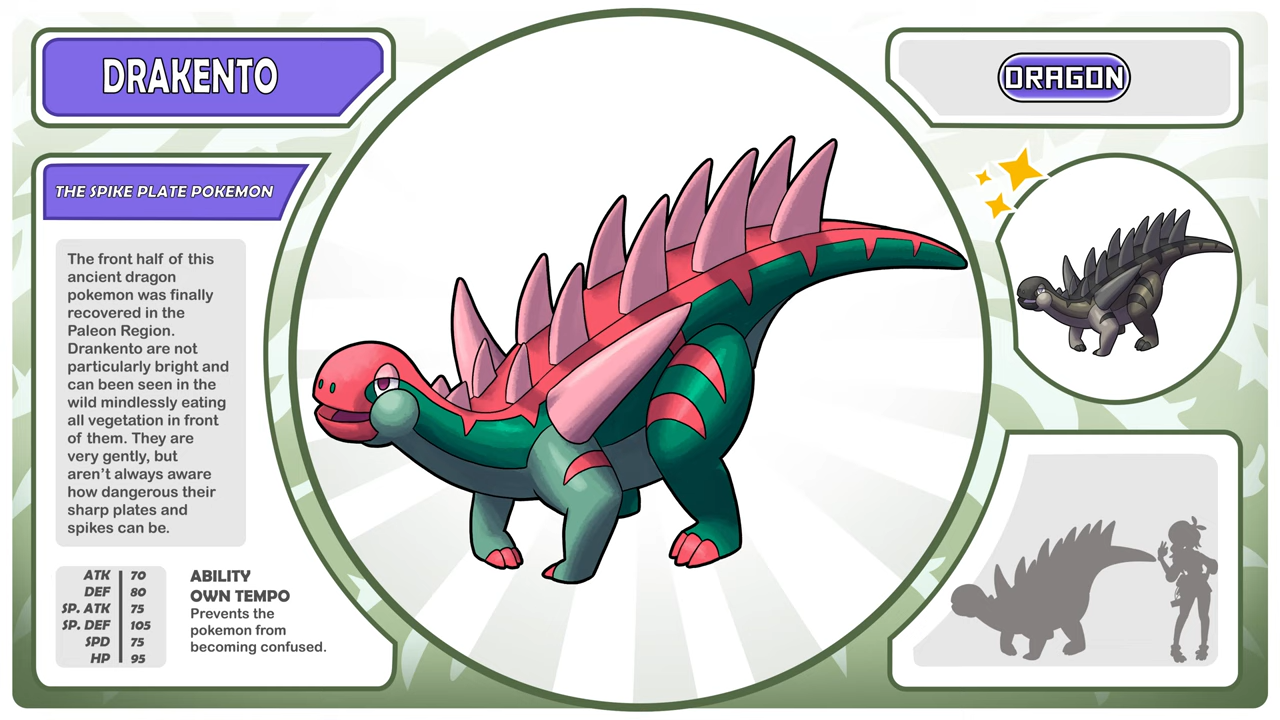 DRAKENTO
DRAGON
THE SPIKE PLATE POKEMON
The front half of this
ancient dragon
pokemon was finally
recovered in the
Paleon Region.
Drankento are not
particularly bright and
can been seen in the
wild mindlessly eating
all vegetation in front
of them. They are
very gently, but
aren't always aware
how dangerous their
sharp plates and
spikes can be.
ATK 70
DEF 80
SP. ATK 75
SP. DEF 105
SPD 75
HP 95
ABILITY
OWN TEMPO
Prevents the
pokemon from
becoming confused.